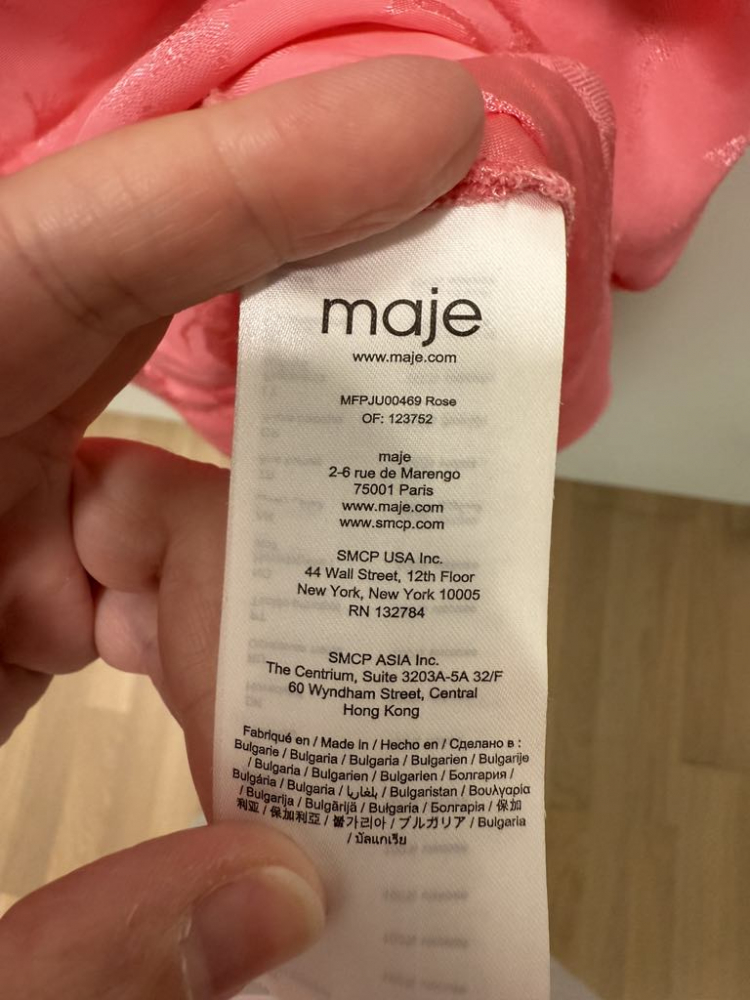 maje
www.maje.com
MFPJU00469 Rose
OF: 123752
maje
2-6 rue de Marengo
75001 Paris
www.maje.com
www.smcp.com
SMCP USA Inc.
44 Wall Street, 12th Floor
New York, New York 10005
RN 132784
SMCP ASIA Inc.
The Centrium, Suite 3203A-5A 32/F
60 Wyndham Street, Central
Hong Kong
Fabriqué en / Made in / Hecho en / Сделано в :
Bulgarie / Bulgaria / Bulgaria / Bulgarien / Bulgarije
/ Bulgaria / Bulgarien / Bulgarien / Болгария /
Bulgária / Bulgaria / بلغاريا / Bulgaristan / Βουλγαρία
/ Bulgarija / Bulgārijā / Bułgaria / Болгарія / 保加
利亚 / 保加利亞 / 불가리아 / ブルガリア / Bulgaria
/ บัลแกเรีย